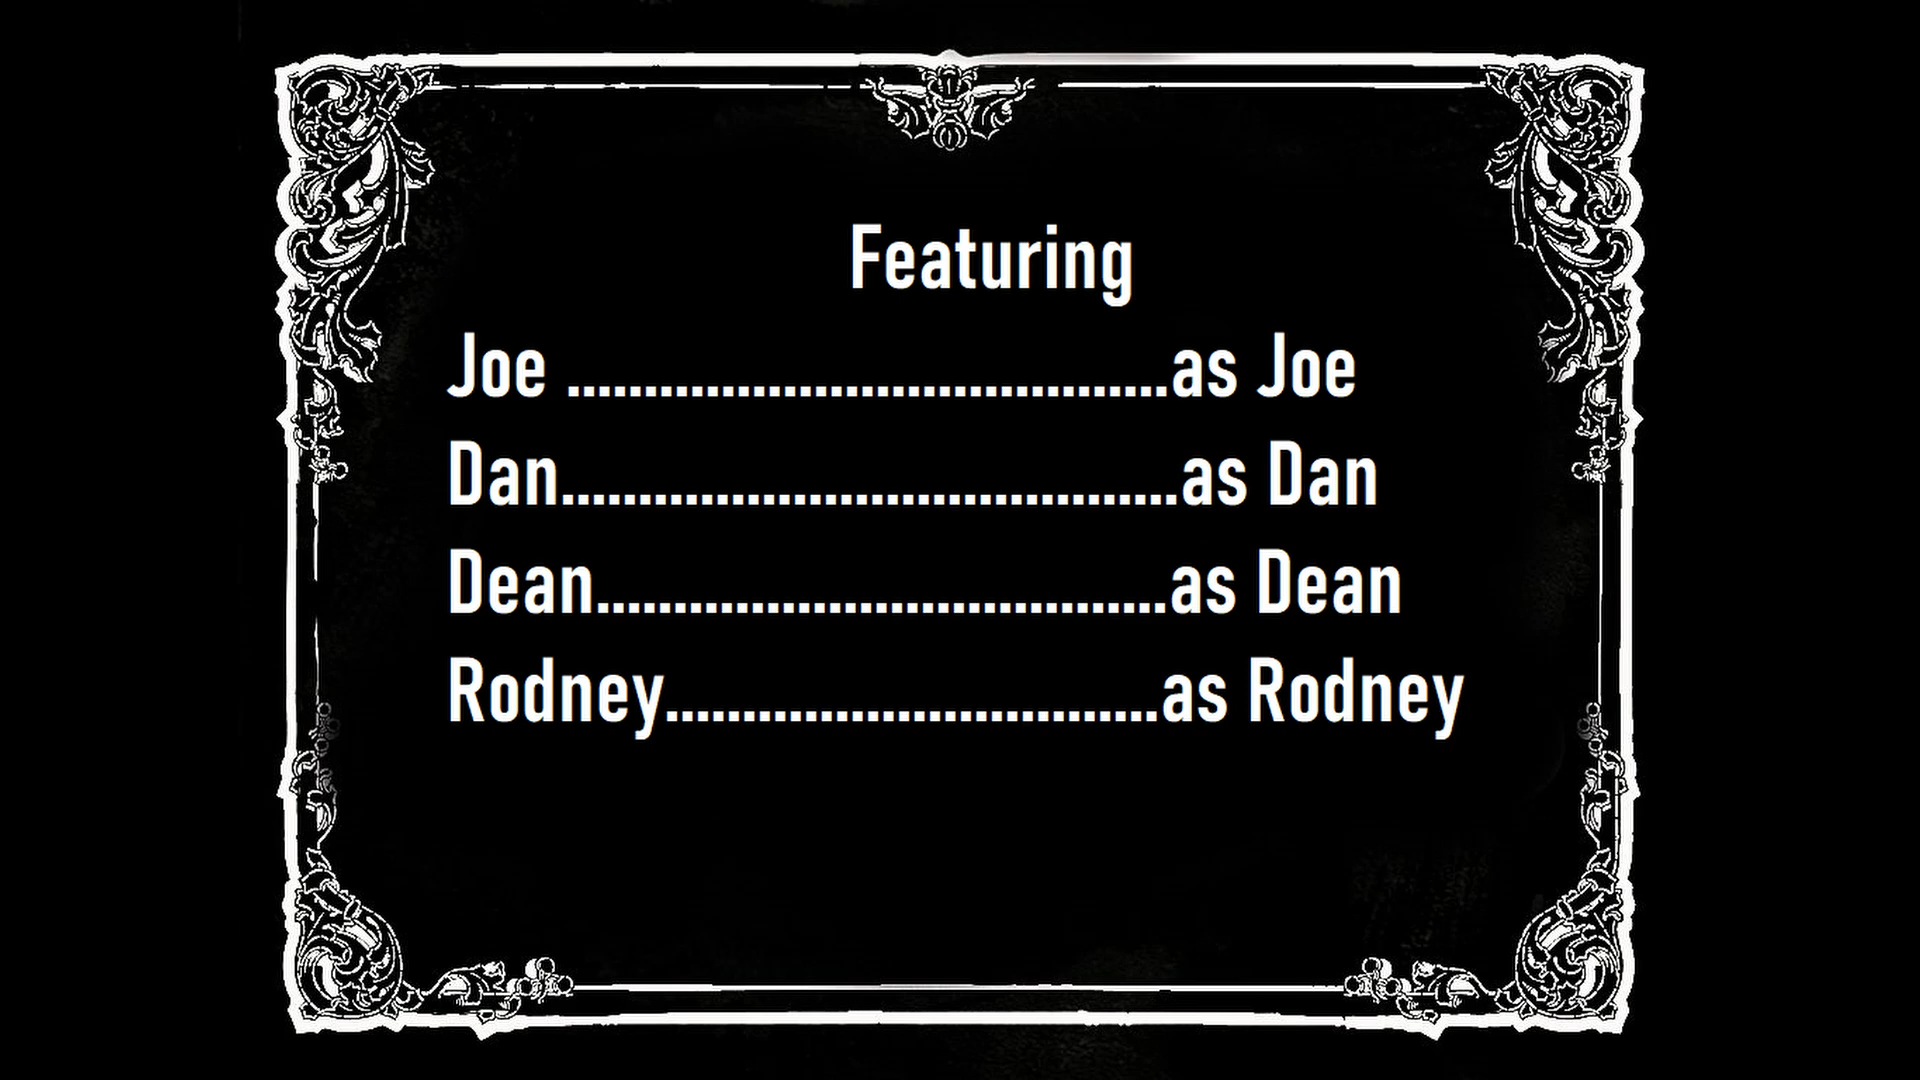 Featuring
Joe .......................................as Joe
Dan........................................as Dan
Dean.....................................as Dean
Rodney................................as Rodney